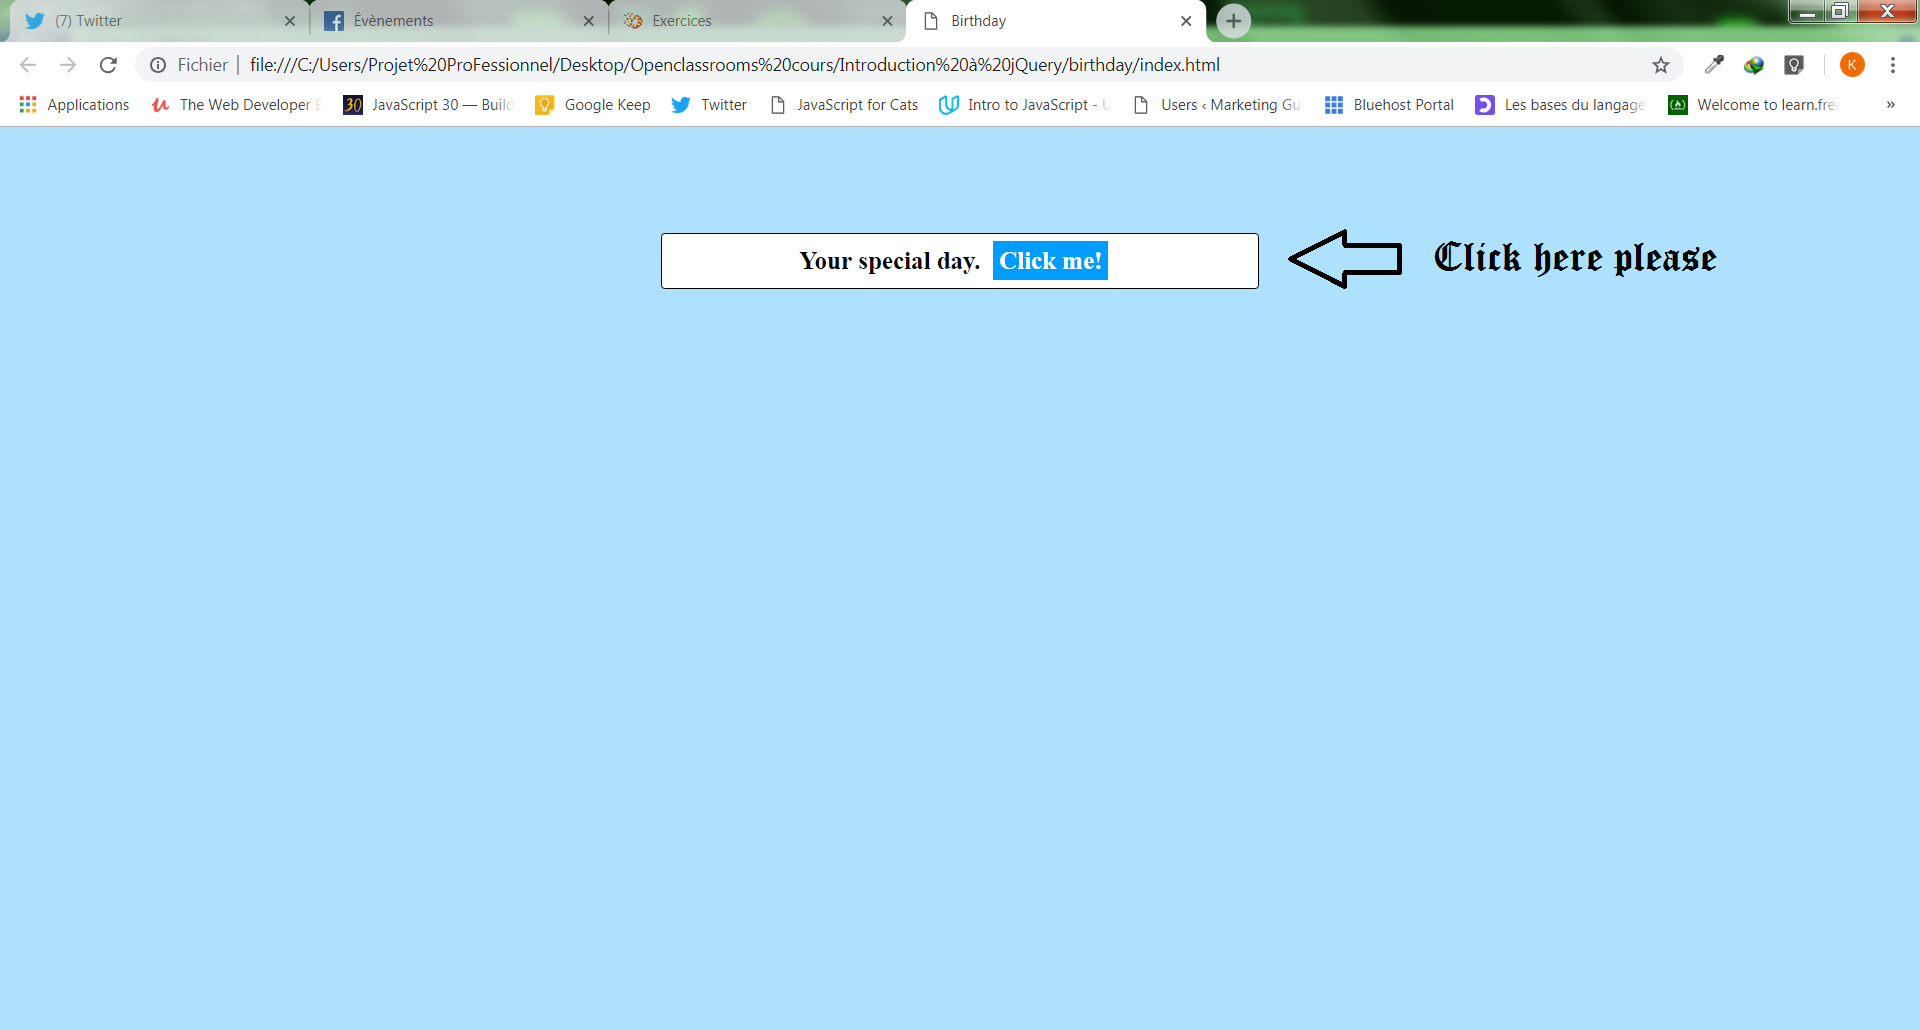 (7) Twitter
Évènements
Exercices
Birthday
Fichier
file:///C:/Users/Projet%20ProFessionnel/Desktop/Openclassrooms%20cours/Introduction%20à%20jQuery/birthday/index.html
K
Applications
The Web Developer
30
JavaScript 30 — Build
Google Keep
Twitter
JavaScript for Cats
Intro to JavaScript -
Users ‹ Marketing
Bluehost Portal
Les bases du langage
Welcome to learn.fre
»
Your special day. Click me!
Click here please